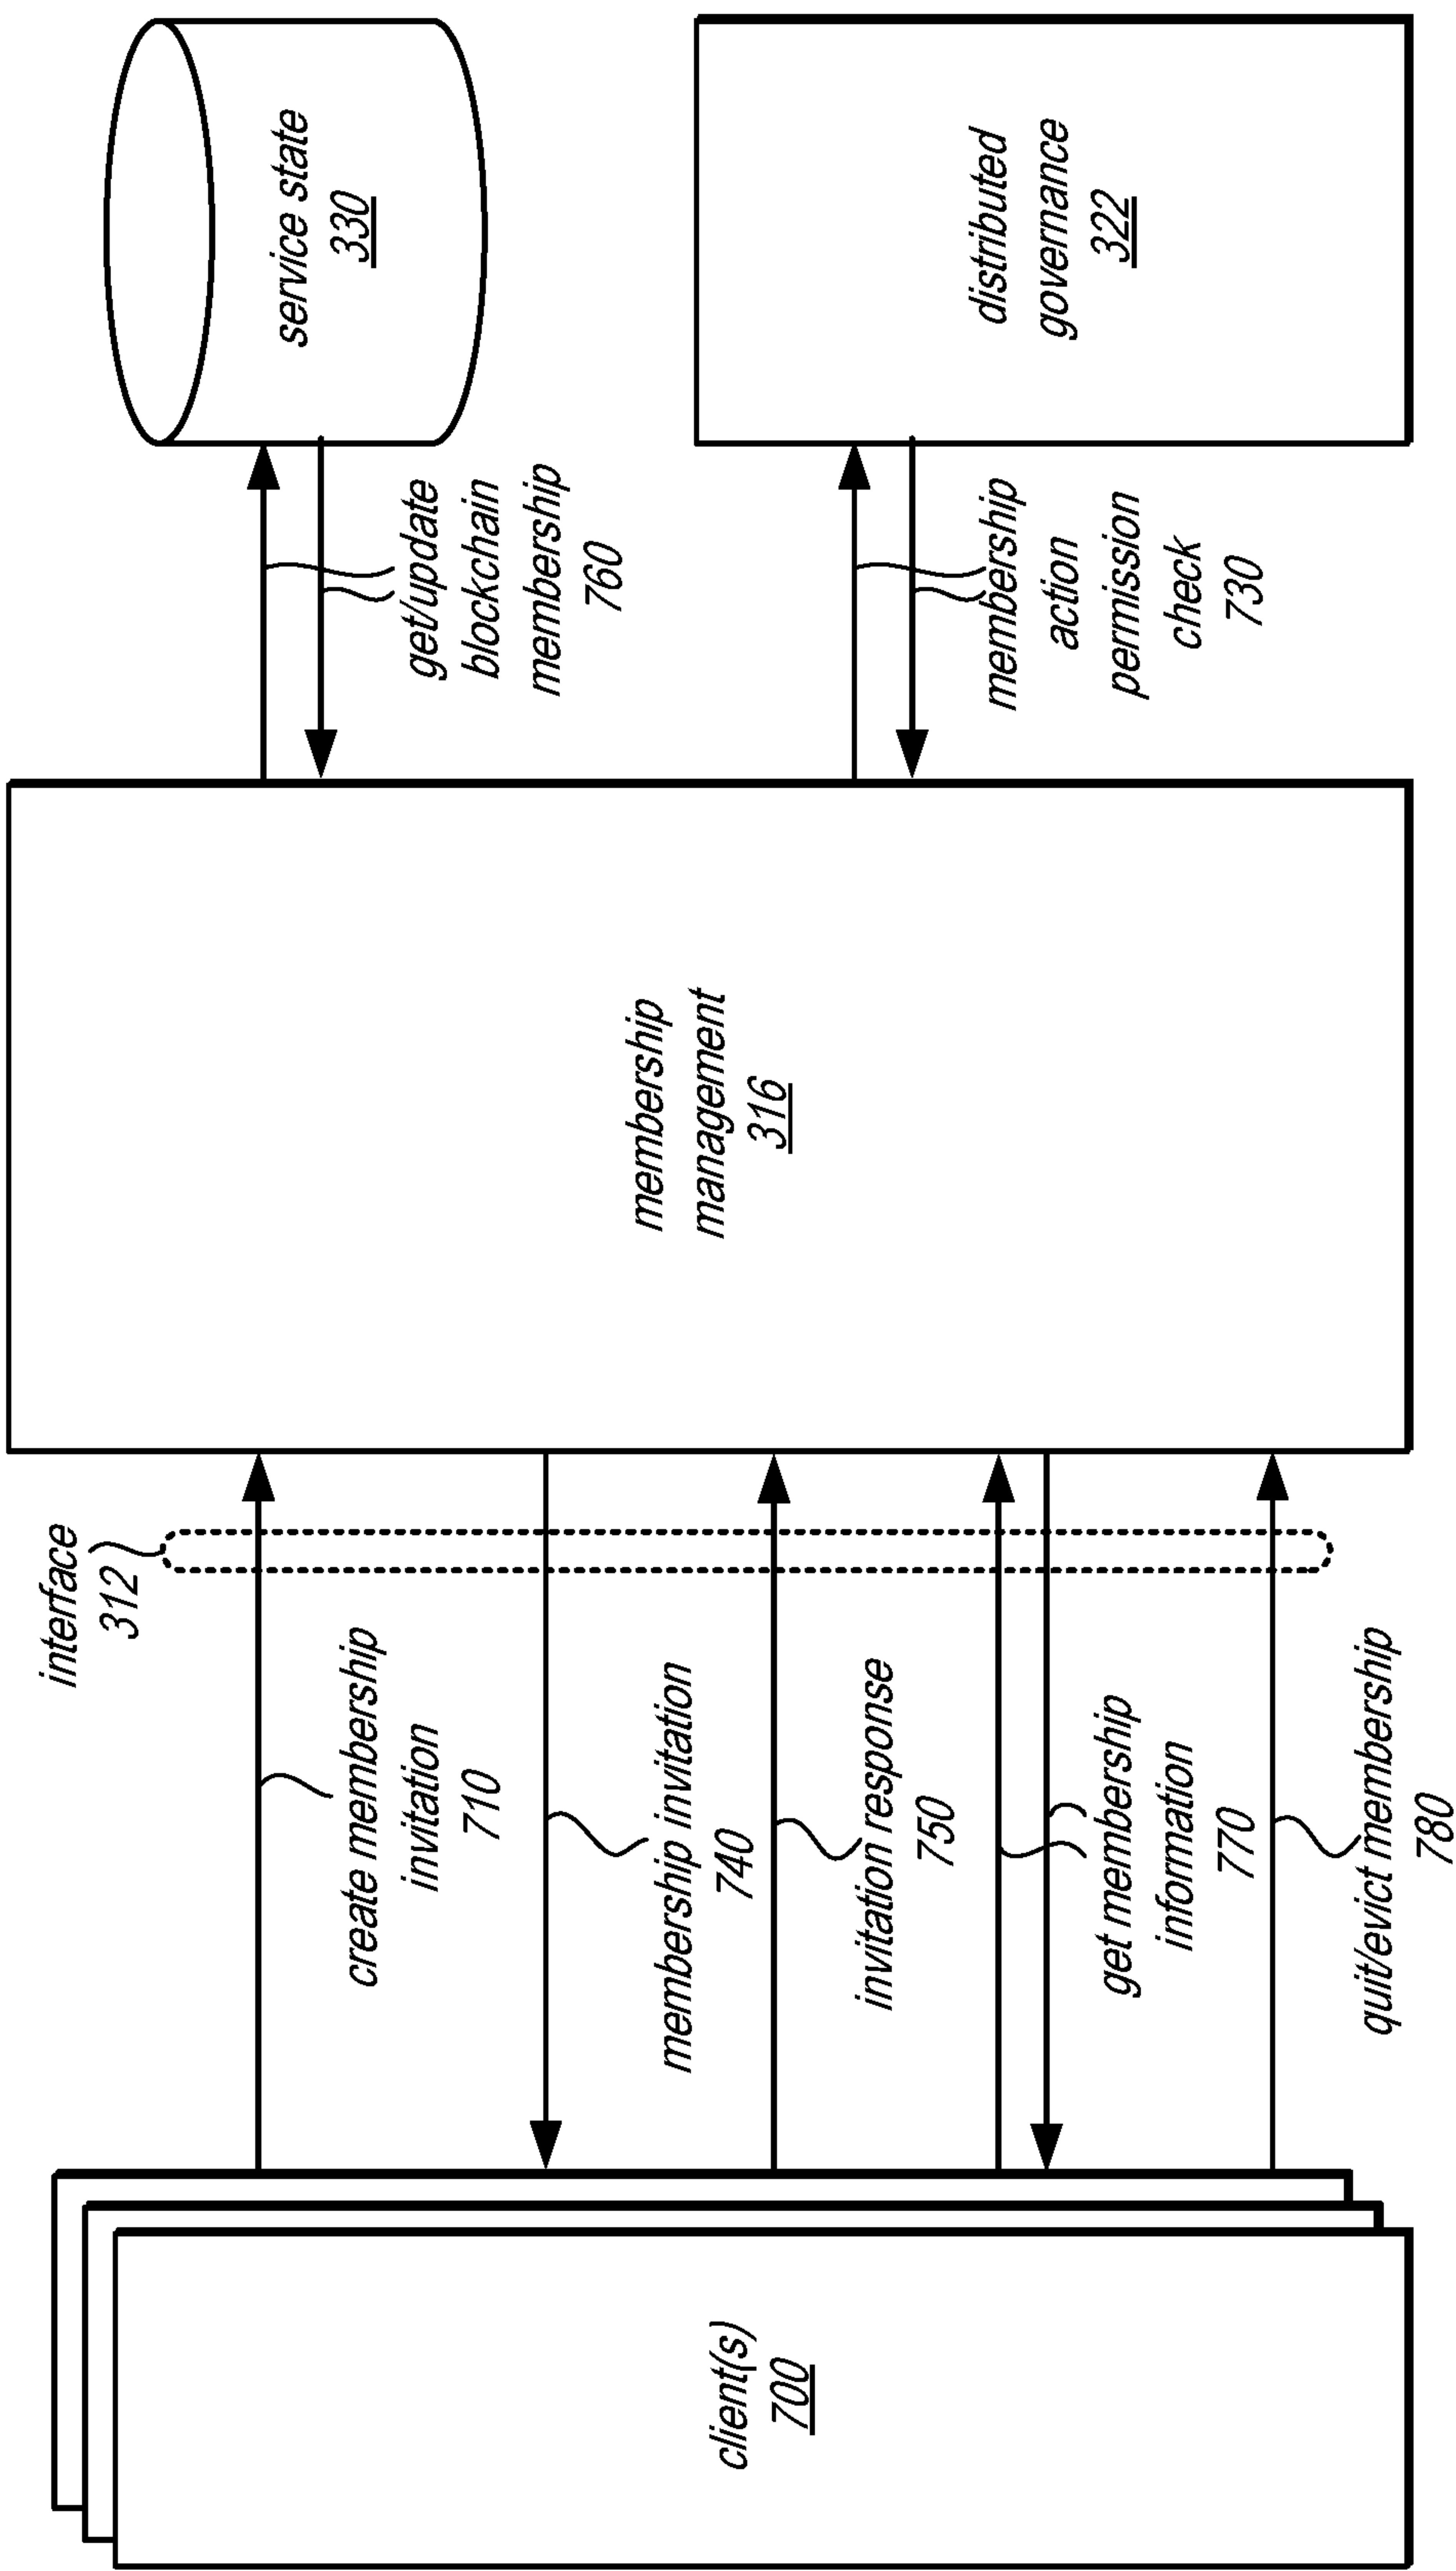 client(s)
700
interface
312
create membership
invitation
710
membership invitation
740
invitation response
750
get membership
information
770
quit/evict membership
780
membership
management
316
get/update
blockchain
membership
760
membership
action
permission
check
730
service state
330
distributed
governance
322